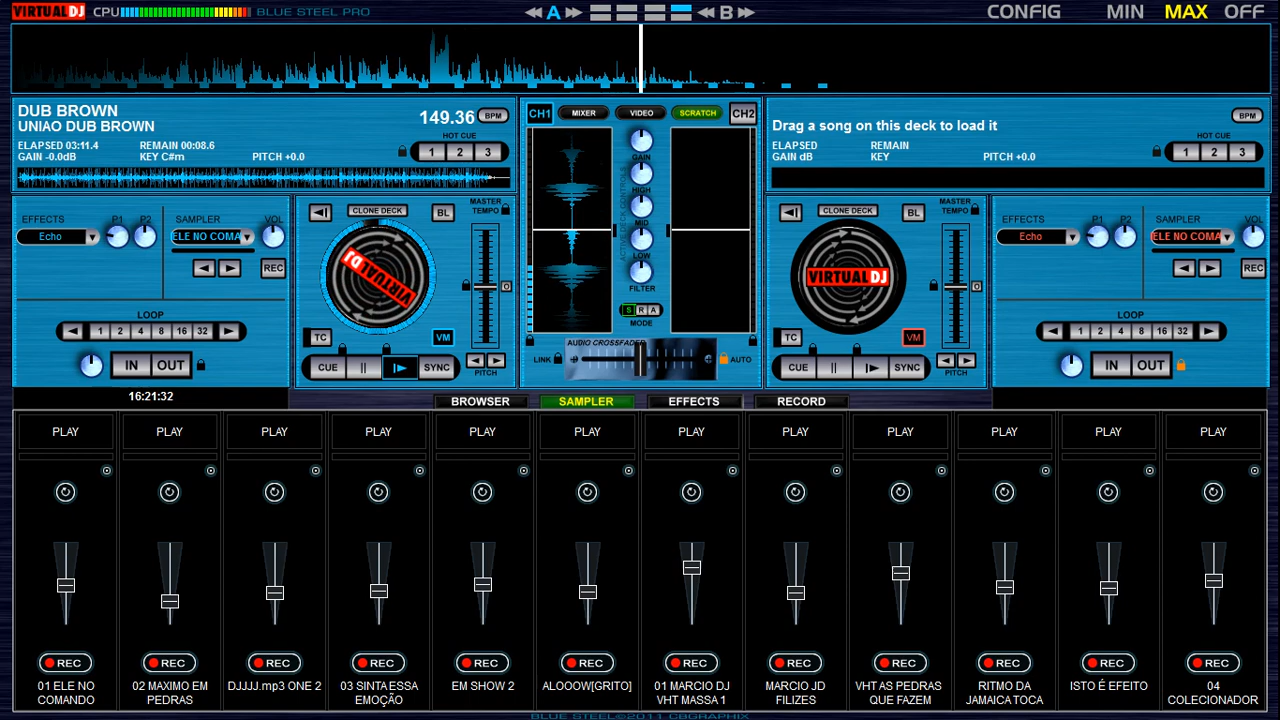 VIRTUAL DJ CPU BLUE STEEL PRO A B CONFIG MIN MAX OFF
DUB BROWN
UNIAO DUB BROWN
149.36 BPM
ELAPSED 03:11.4 REMAIN 00:08.6
GAIN -0.0dB KEY C#m PITCH +0.0
HOT CUE
1 2 3
CH1 MIXER VIDEO SCRATCH CH2
GAIN
HIGH
MID
LOW
FILTER
ACTIVE DECK CONTROLS
S R A
MODE
AUDIO CROSSFADER
LINK AUTO
Drag a song on this deck to load it
BPM
ELAPSED REMAIN
GAIN dB KEY PITCH +0.0
HOT CUE
1 2 3
EFFECTS P1 P2 SAMPLER VOL
Echo ELE NO COMA
REC
LOOP
1 2 4 8 16 32
IN OUT
16:21:32
CLONE DECK BL
MASTER
TEMPO
VIRTUAL DJ
TC VM
CUE SYNC
PITCH
CLONE DECK BL
MASTER
TEMPO
VIRTUAL DJ
TC VM
CUE SYNC
PITCH
EFFECTS P1 P2 SAMPLER VOL
Echo ELE NO COMA
REC
LOOP
1 2 4 8 16 32
IN OUT
BROWSER SAMPLER EFFECTS RECORD
PLAY PLAY PLAY PLAY PLAY PLAY PLAY PLAY PLAY PLAY PLAY PLAY
REC REC REC REC REC REC REC REC REC REC REC REC
01 ELE NO
COMANDO
02 MAXIMO EM
PEDRAS
DJJJJ.mp3 ONE 2
03 SINTA ESSA
EMOÇÃO
EM SHOW 2
ALOOOW[GRITO]
01 MARCIO DJ
VHT MASSA 1
MARCIO JD
FILIZES
VHT AS PEDRAS
QUE FAZEM
RITMO DA
JAMAICA TOCA
ISTO É EFEITO
04
COLECIONADOR
BLUE STEEL©2011 CBGRAPHIX